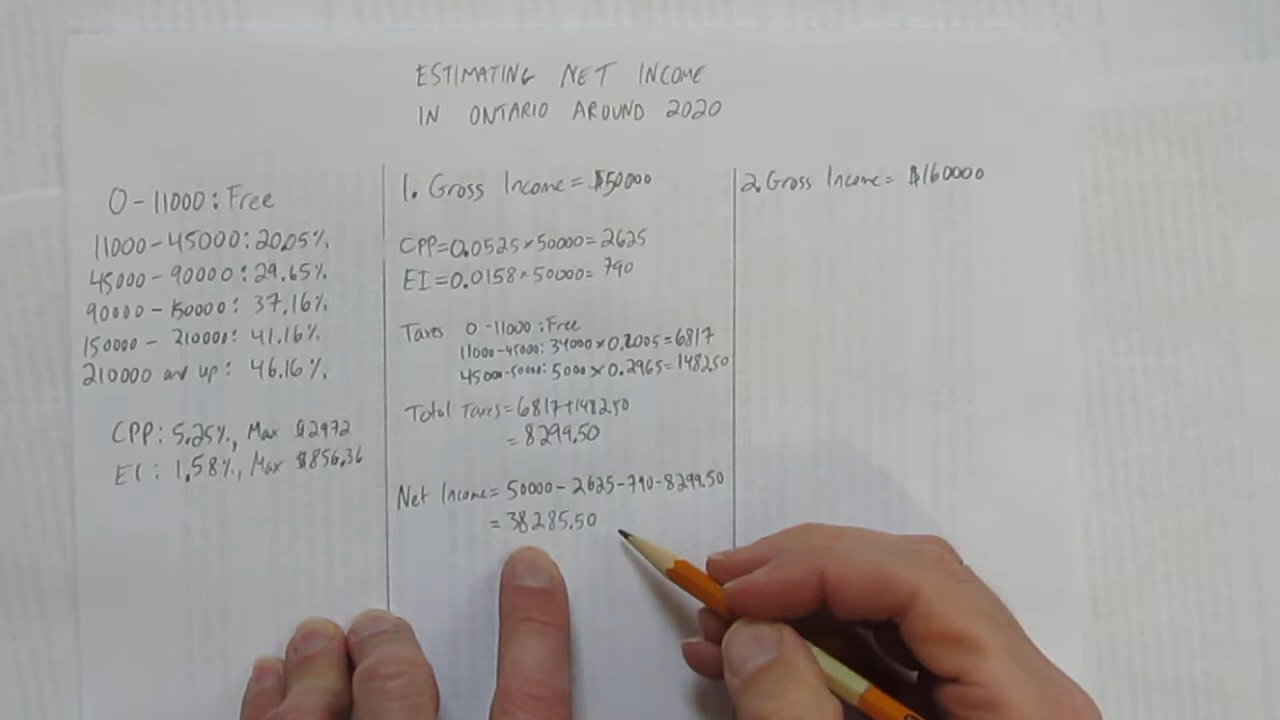 ESTIMATING NET INCOME
IN ONTARIO AROUND 2020
0-11000: Free
11000-45000: 20.05%
45000-90000: 29.65%
90000-150000: 37.16%
150000-210000: 41.16%
210000 and up: 46.16%
CPP: 5.25%, Max $2972
EI: 1.58%, Max $856.36
1. Gross Income = $50000
CPP=0.0525×50000=2625
EI=0.0158×50000=790
Taxes 0-11000: Free
11000-45000: 34000×0.2005=6817
45000-50000: 5000×0.2965=1482.50
Total Taxes=6817+1482.50
=8299.50
Net Income=50000-2625-790-8299.50
=38285.50
2. Gross Income = $160000